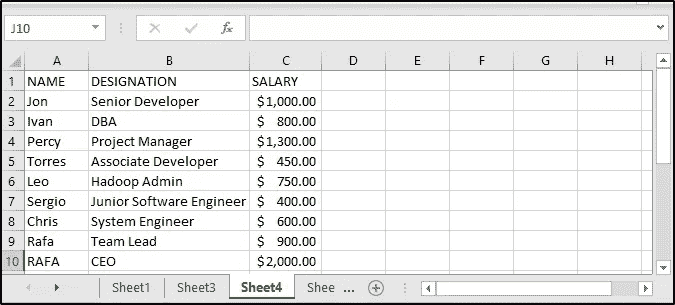 J10 fx
A B C D E F G H
1 NAME DESIGNATION SALARY
2 Jon Senior Developer $1,000.00
3 Ivan DBA $ 800.00
4 Percy Project Manager $1,300.00
5 Torres Associate Developer $ 450.00
6 Leo Hadoop Admin $ 750.00
7 Sergio Junior Software Engineer $ 400.00
8 Chris System Engineer $ 600.00
9 Rafa Team Lead $ 900.00
10 RAFA CEO $2,000.00
Sheet1 Sheet3 Sheet4 Shee ...